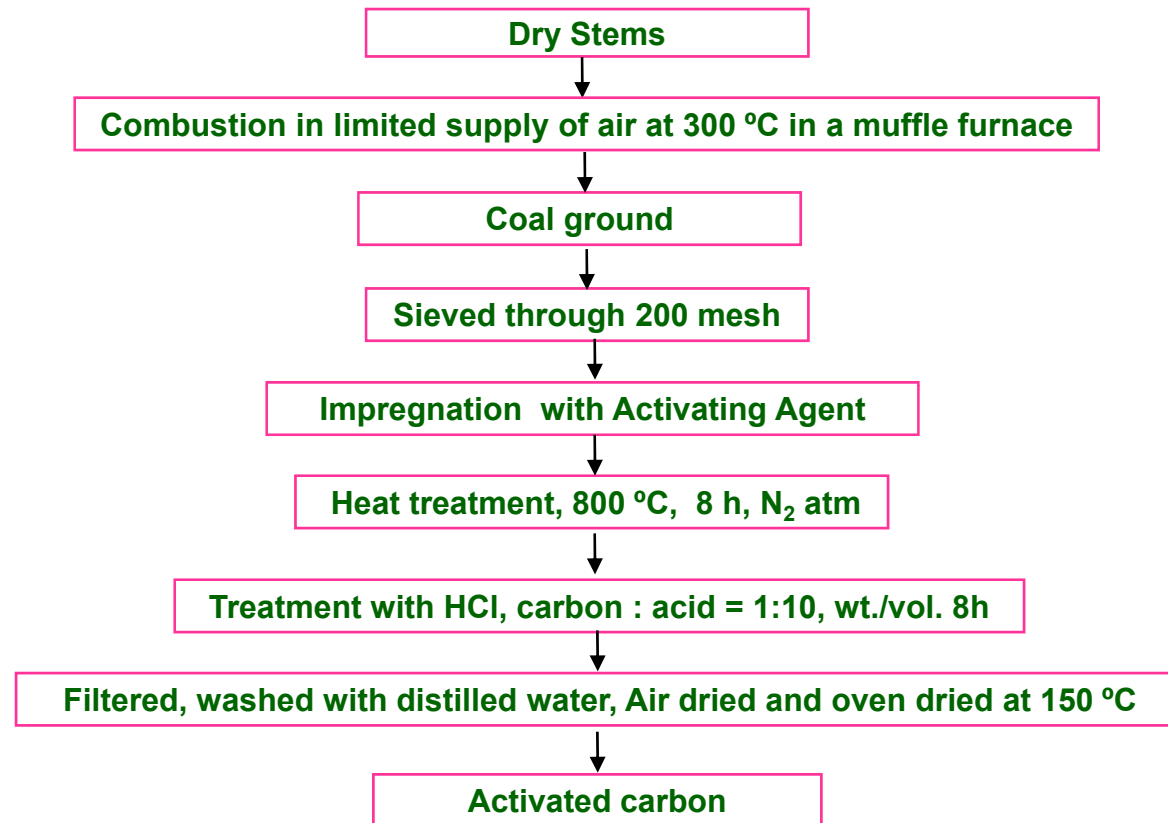 Dry Stems
Combustion in limited supply of air at 300 ºC in a muffle furnace
Coal ground
Sieved through 200 mesh
Impregnation  with Activating Agent
Heat treatment, 800 ºC,  8 h, N₂ atm
Treatment with HCl, carbon : acid = 1:10, wt./vol. 8h
Filtered, washed with distilled water, Air dried and oven dried at 150 ºC
Activated carbon